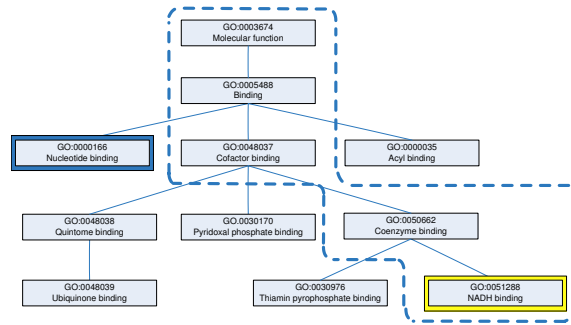 GO:0003674
Molecular function
GO:0005488
Binding
GO:0000166
Nucleotide binding
GO:0048037
Cofactor binding
GO:0000035
Acyl binding
GO:0048038
Quintome binding
GO:0030170
Pyridoxal phosphate binding
GO:0050662
Coenzyme binding
GO:0048039
Ubiquinone binding
GO:0030976
Thiamin pyrophosphate binding
GO:0051288
NADH binding